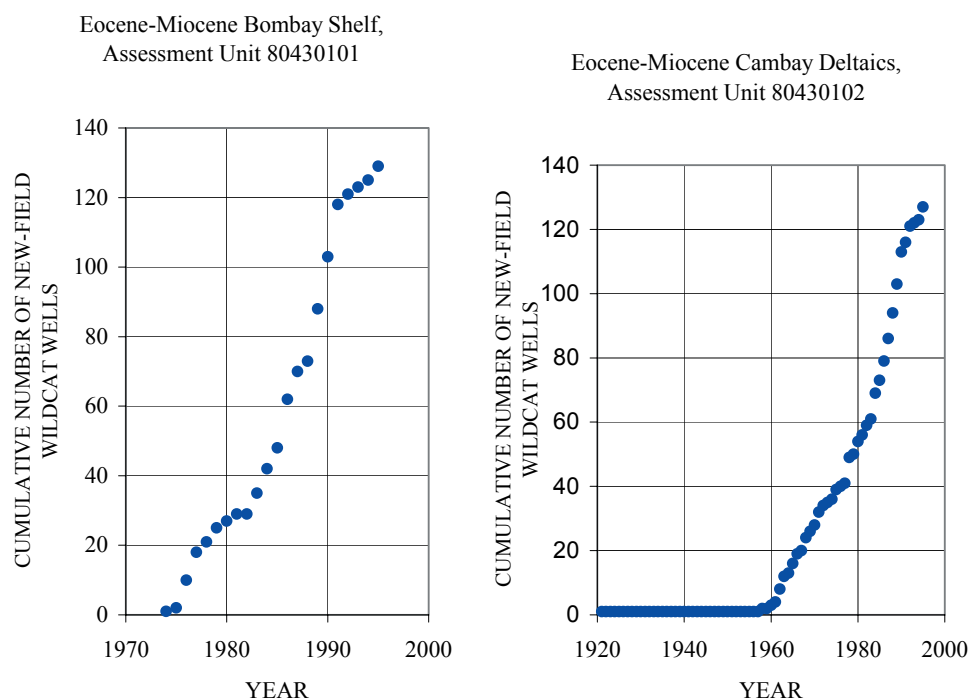 Eocene-Miocene Bombay Shelf,
Assessment Unit 80430101
140
120
100
80
60
40
20
0
1970 1980 1990 2000
YEAR
CUMULATIVE NUMBER OF NEW-FIELD
WILDCAT WELLS
Eocene-Miocene Cambay Deltaics,
Assessment Unit 80430102
140
120
100
80
60
40
20
0
1920 1940 1960 1980 2000
YEAR
CUMULATIVE NUMBER OF NEW-FIELD
WILDCAT WELLS